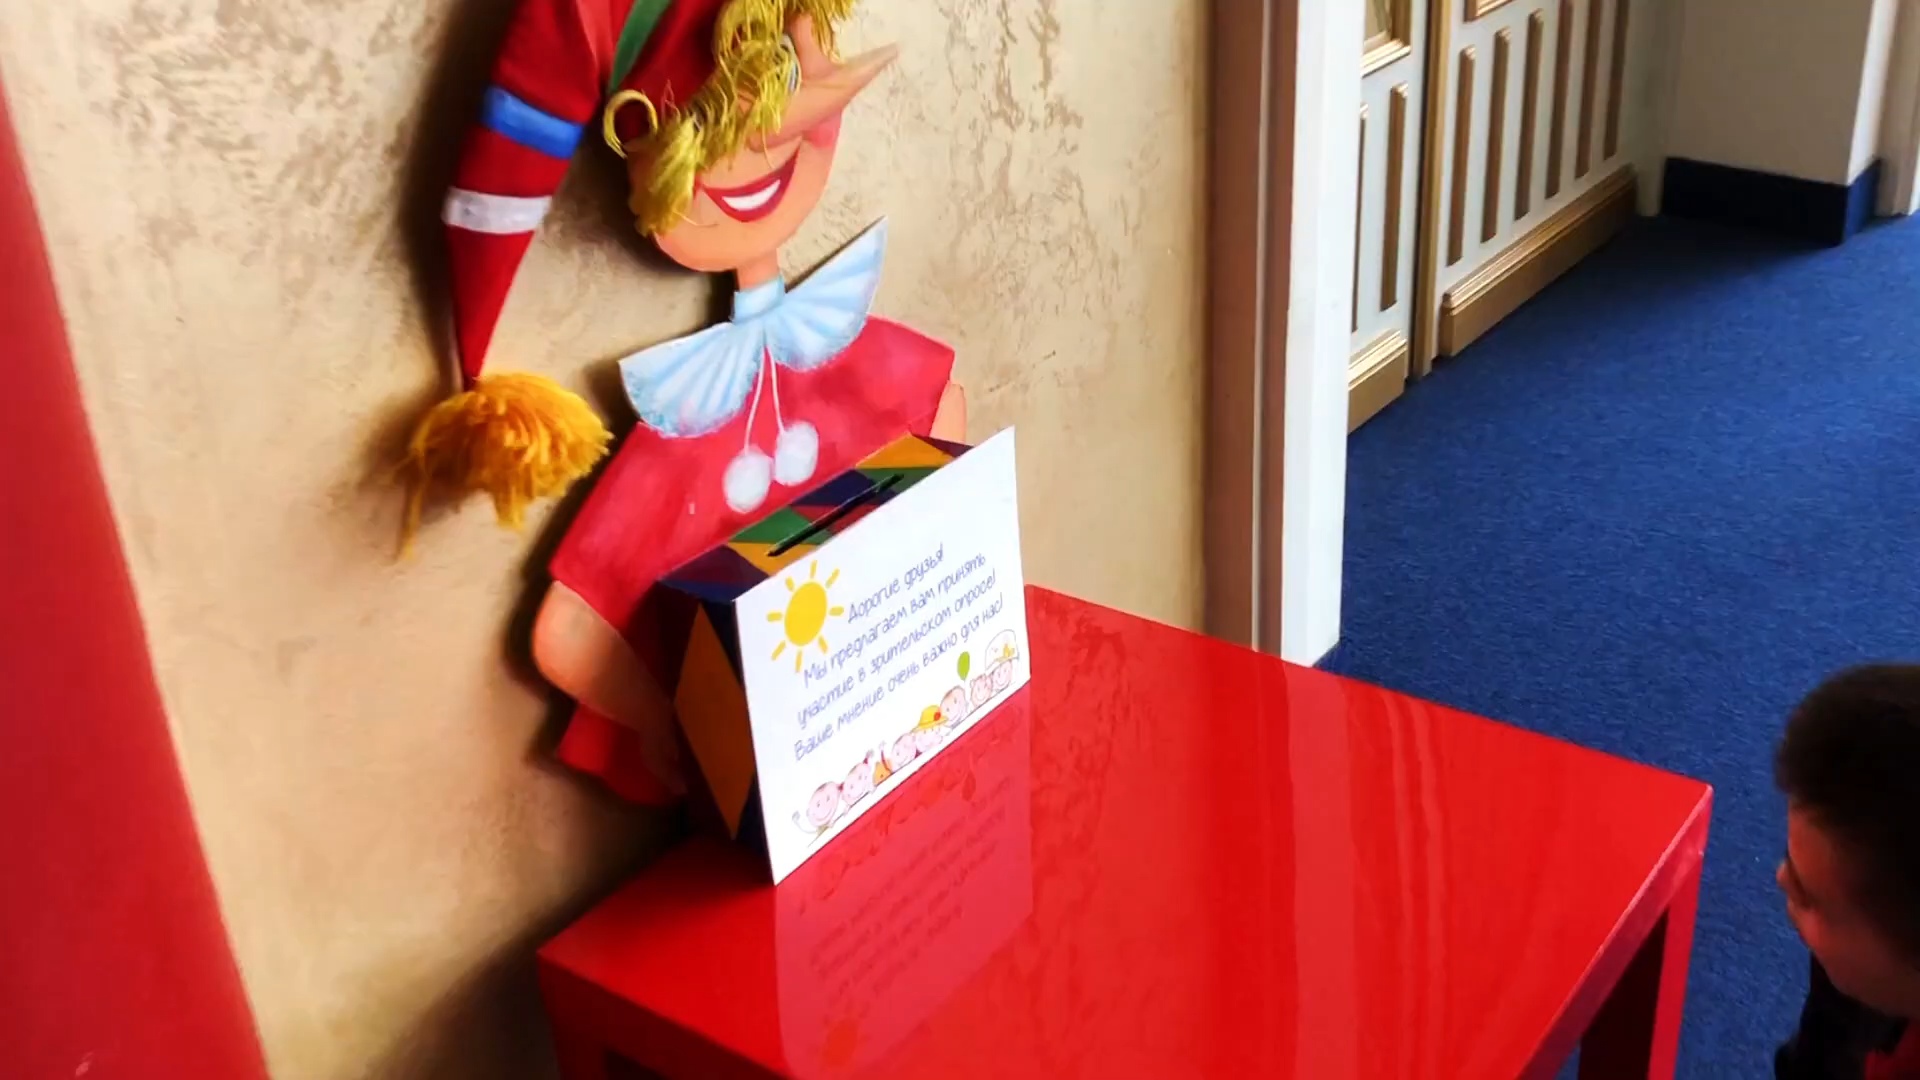 Дорогие друзья!
Мы предлагаем вам принять
участие в зрительском опросе!
Ваше мнение очень важно для нас!